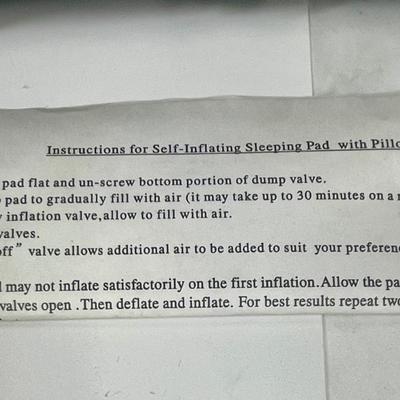 Instructions for Self-Inflating Sleeping Pad with Pillo
pad flat and un-screw bottom portion of dump valve.
pad to gradually fill with air (it may take up to 30 minutes on a
inflation valve,allow to fill with air.
valves.
off” valve allows additional air to be added to suit your preferen
may not inflate satisfactorily on the first inflation.Allow the pa
valves open .Then deflate and inflate. For best results repeat two